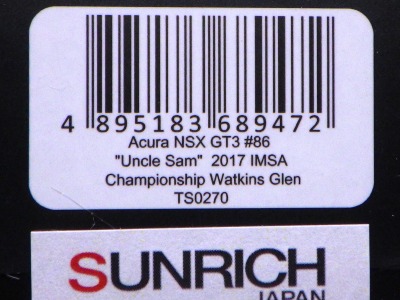 4 895183 689472
Acura NSX GT3 #86
"Uncle Sam" 2017 IMSA
Championship Watkins Glen
TS0270
SUNRICH
JAPAN